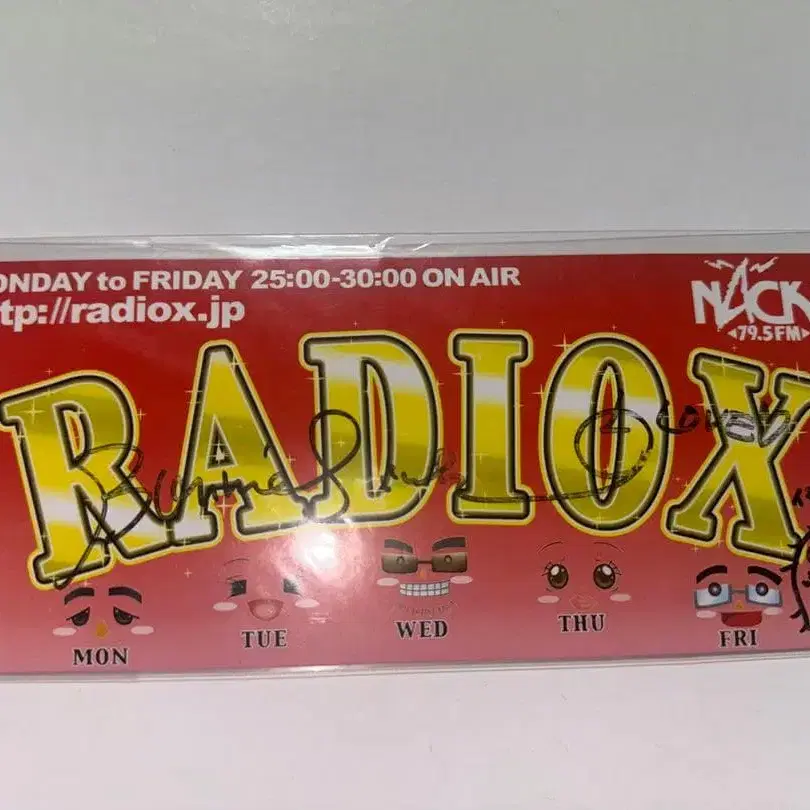 ONDAY to FRIDAY 25:00-30:00 ON AIR
tp://radiox.jp
NACK
79.5FM
RADIOX
MON
TUE
WED
THU
FRI